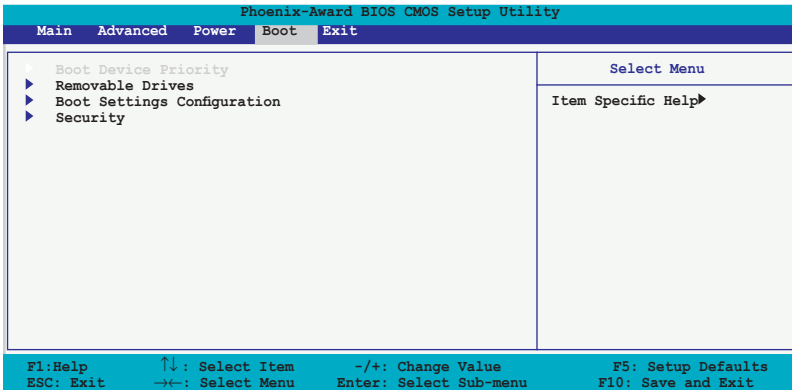 Phoenix-Award BIOS CMOS Setup Utility
Main Advanced Power Boot Exit
Boot Device Priority
Removable Drives
Boot Settings Configuration
Security
Select Menu
Item Specific Help
F1:Help ↑↓: Select Item -/+: Change Value F5: Setup Defaults
ESC: Exit →←: Select Menu Enter: Select Sub-menu F10: Save and Exit